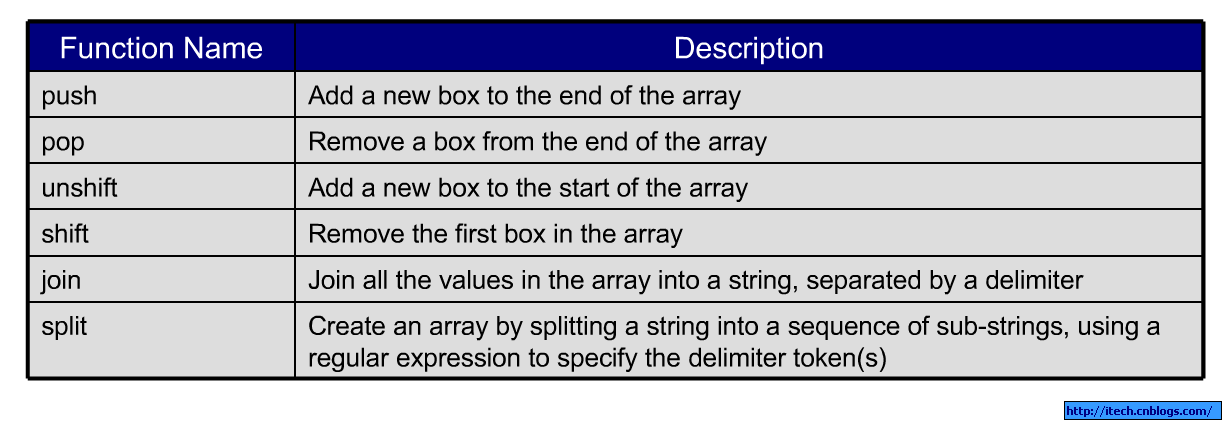 Function Name Description
push Add a new box to the end of the array
pop Remove a box from the end of the array
unshift Add a new box to the start of the array
shift Remove the first box in the array
join Join all the values in the array into a string, separated by a delimiter
split Create an array by splitting a string into a sequence of sub-strings, using a
regular expression to specify the delimiter token(s)
http://itech.cnblogs.com/